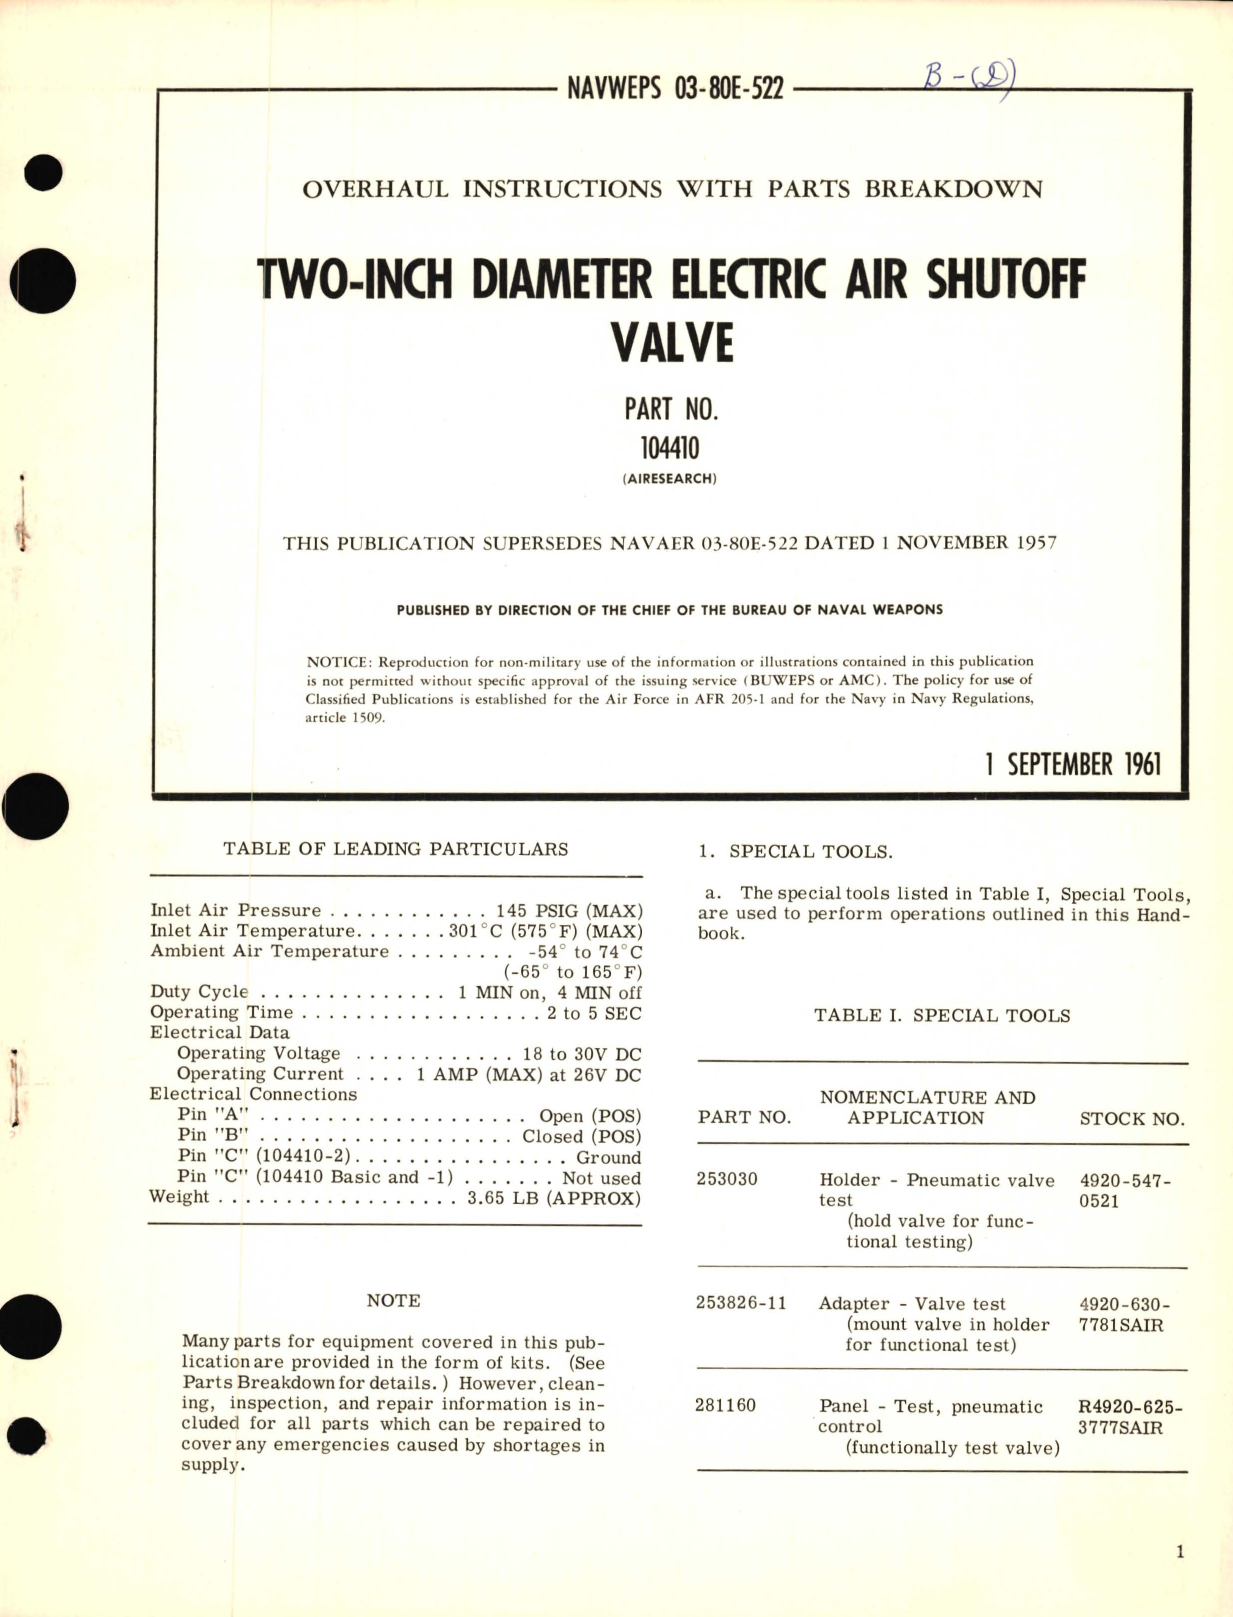 B-(D)
NAVWEPS 03-80E-522
OVERHAUL INSTRUCTIONS WITH PARTS BREAKDOWN
TWO-INCH DIAMETER ELECTRIC AIR SHUTOFF
VALVE
PART NO.
104410
(AIRESEARCH)
THIS PUBLICATION SUPERSEDES NAVAER 03-80E-522 DATED 1 NOVEMBER 1957
PUBLISHED BY DIRECTION OF THE CHIEF OF THE BUREAU OF NAVAL WEAPONS
NOTICE: Reproduction for non-military use of the information or illustrations contained in this publication
is not permitted without specific approval of the issuing service (BUWEPS or AMC). The policy for use of
Classified Publications is established for the Air Force in AFR 205-1 and for the Navy in Navy Regulations,
article 1509.
1 SEPTEMBER 1961
TABLE OF LEADING PARTICULARS
Inlet Air Pressure . . . . . . . . . . . . 145 PSIG (MAX)
Inlet Air Temperature. . . . . . . 301°C (575°F) (MAX)
Ambient Air Temperature . . . . . . . . . -54° to 74°C
(-65° to 165°F)
Duty Cycle . . . . . . . . . . . . . . 1 MIN on, 4 MIN off
Operating Time . . . . . . . . . . . . . . . . . . 2 to 5 SEC
Electrical Data
Operating Voltage . . . . . . . . . . . . 18 to 30V DC
Operating Current . . . . 1 AMP (MAX) at 26V DC
Electrical Connections
Pin "A" . . . . . . . . . . . . . . . . . . . . Open (POS)
Pin "B" . . . . . . . . . . . . . . . . . . . Closed (POS)
Pin "C" (104410-2). . . . . . . . . . . . . . . . Ground
Pin "C" (104410 Basic and -1) . . . . . . . Not used
Weight . . . . . . . . . . . . . . . . . . 3.65 LB (APPROX)
NOTE
Many parts for equipment covered in this pub-
lication are provided in the form of kits. (See
Parts Breakdown for details.) However, clean-
ing, inspection, and repair information is in-
cluded for all parts which can be repaired to
cover any emergencies caused by shortages in
supply.
1. SPECIAL TOOLS.
a. The special tools listed in Table I, Special Tools,
are used to perform operations outlined in this Hand-
book.
TABLE I. SPECIAL TOOLS
NOMENCLATURE AND
PART NO. APPLICATION STOCK NO.
253030 Holder - Pneumatic valve 4920-547-
test 0521
(hold valve for func-
tional testing)
253826-11 Adapter - Valve test 4920-630-
(mount valve in holder 7781SAIR
for functional test)
281160 Panel - Test, pneumatic R4920-625-
control 3777SAIR
(functionally test valve)
1